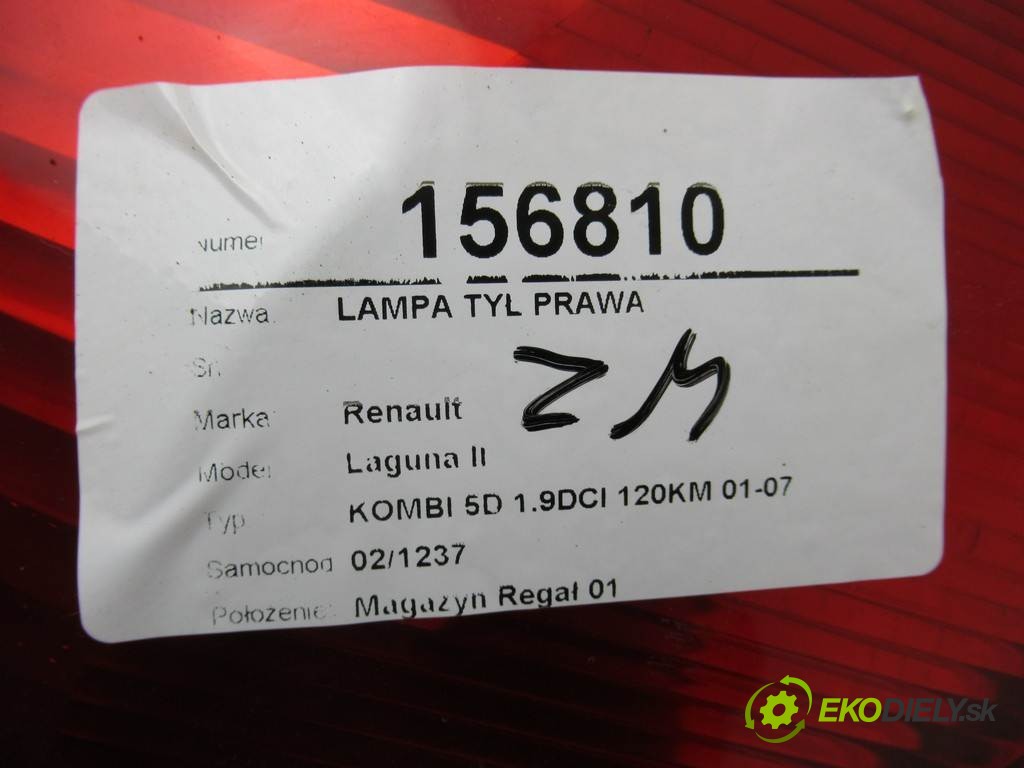 Numer 156810
Nazwa: LAMPA TYŁ PRAWA
Sn:
ZM
Marka: Renault
Model: Laguna II
Typ KOMBI 5D 1.9DCI 120KM 01-07
Samochod 02/1237
Położenie: Magazyn Regał 01
EKODIELY.sk